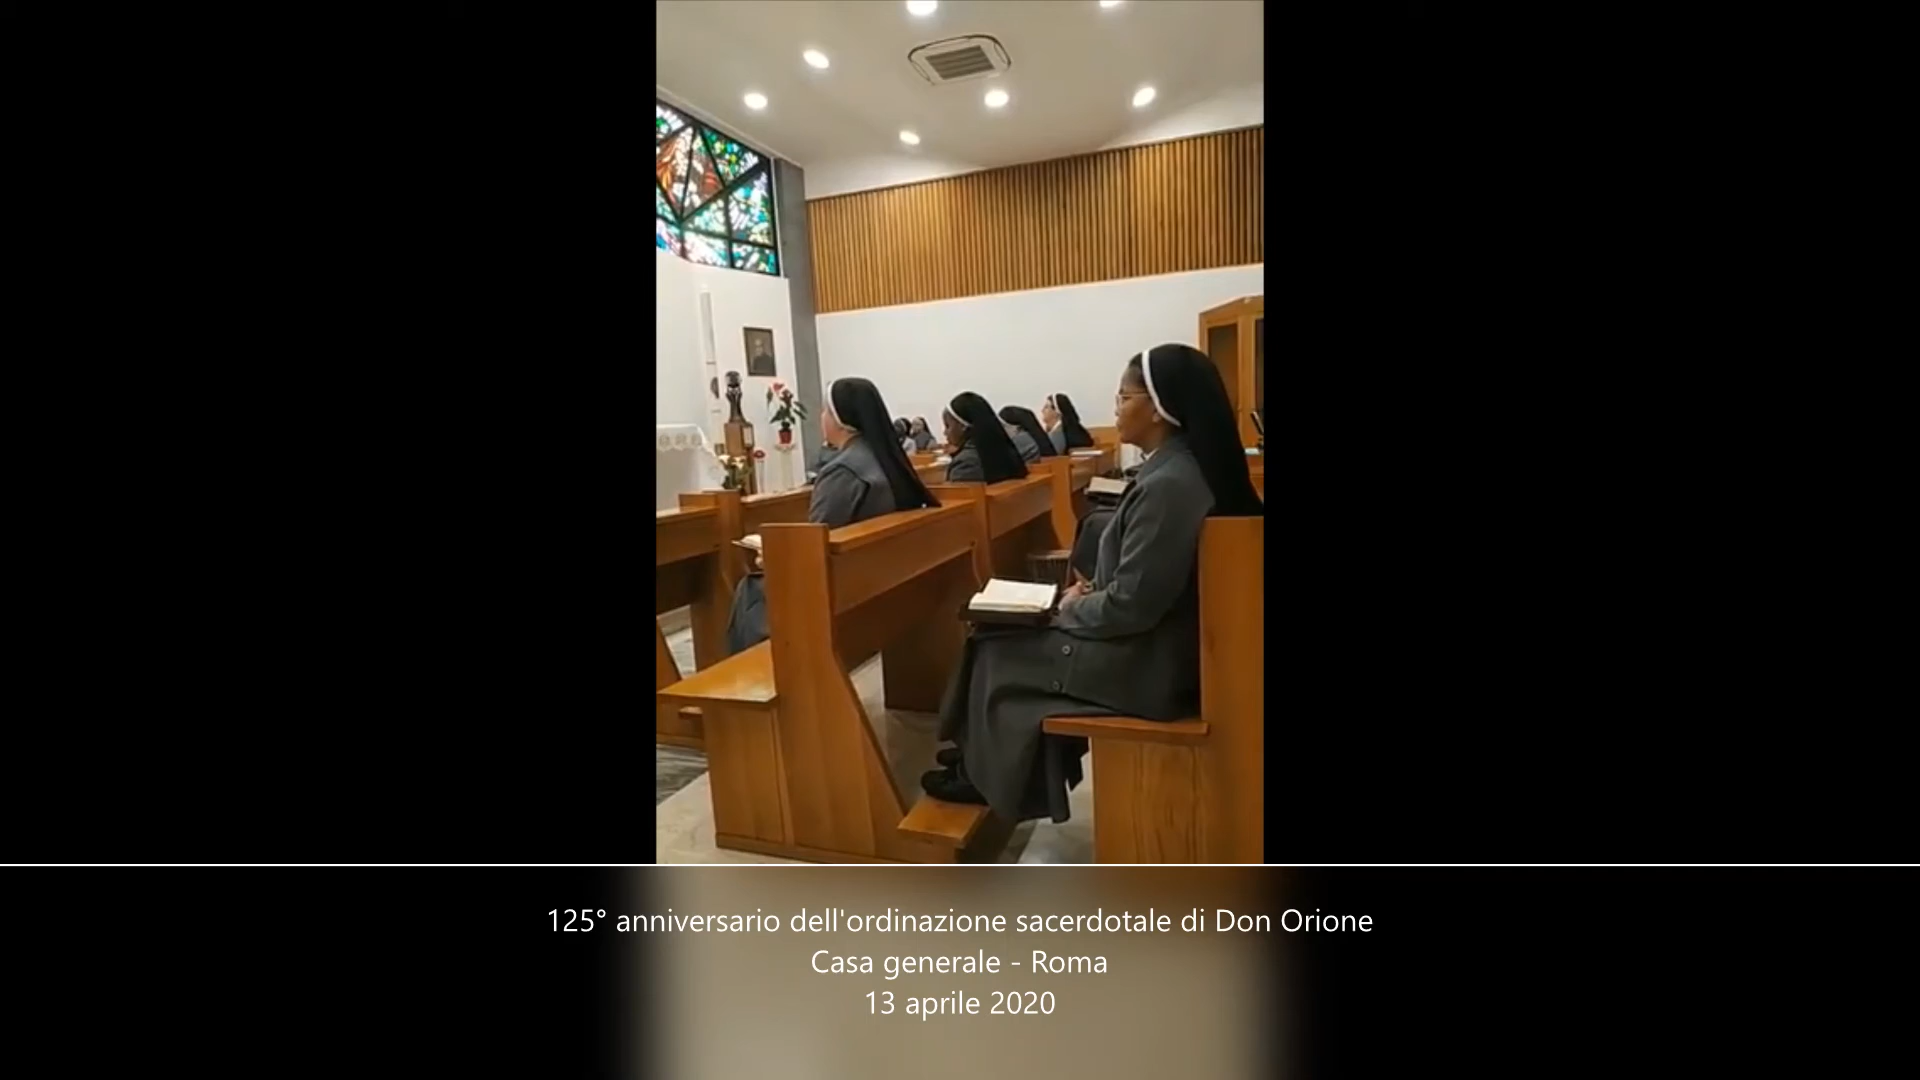 125° anniversario dell'ordinazione sacerdotale di Don Orione
Casa generale - Roma
13 aprile 2020